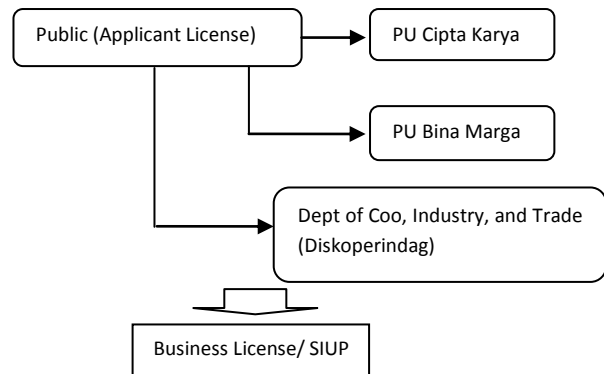 Public (Applicant License)
PU Cipta Karya
PU Bina Marga
Dept of Coo, Industry, and Trade
(Diskoperindag)
Business License/ SIUP